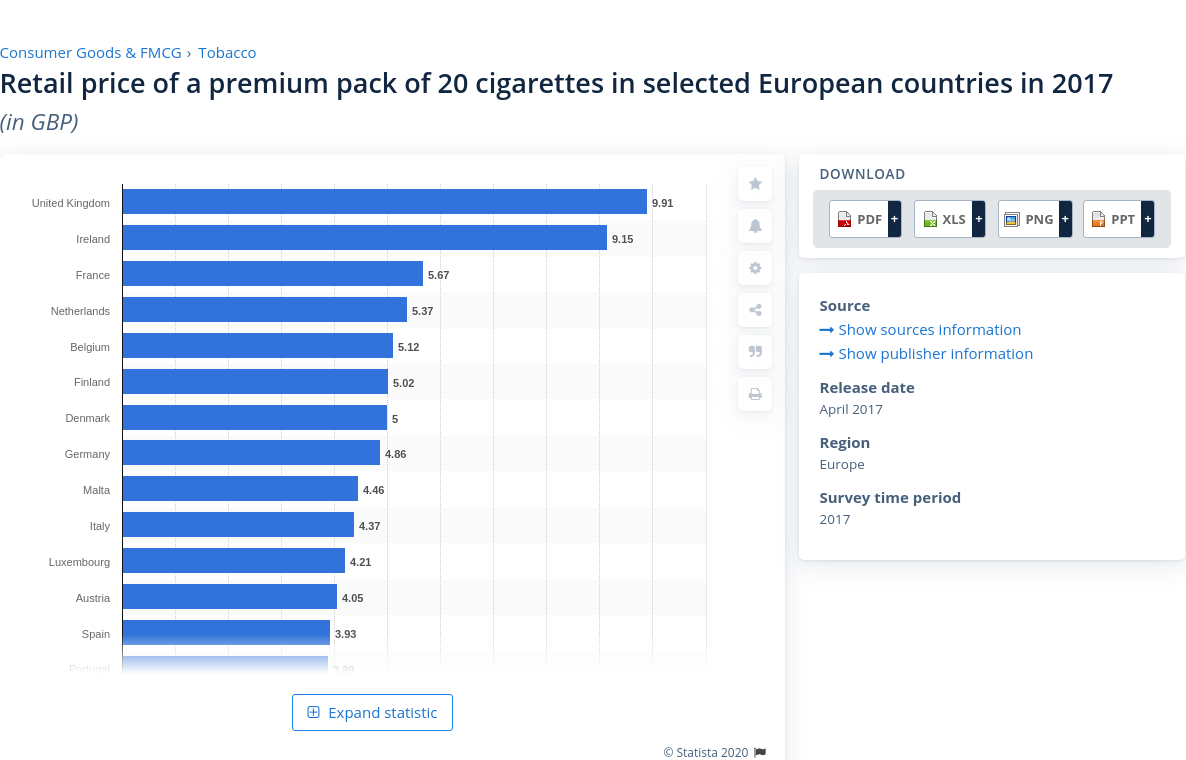 Consumer Goods & FMCG › Tobacco
Retail price of a premium pack of 20 cigarettes in selected European countries in 2017
(in GBP)
United Kingdom 9.91
Ireland 9.15
France 5.67
Netherlands 5.37
Belgium 5.12
Finland 5.02
Denmark 5
Germany 4.86
Malta 4.46
Italy 4.37
Luxembourg 4.21
Austria 4.05
Spain 3.93
Portugal 3.89
Expand statistic
© Statista 2020
DOWNLOAD
PDF + XLS + PNG + PPT +
Source
Show sources information
Show publisher information
Release date
April 2017
Region
Europe
Survey time period
2017